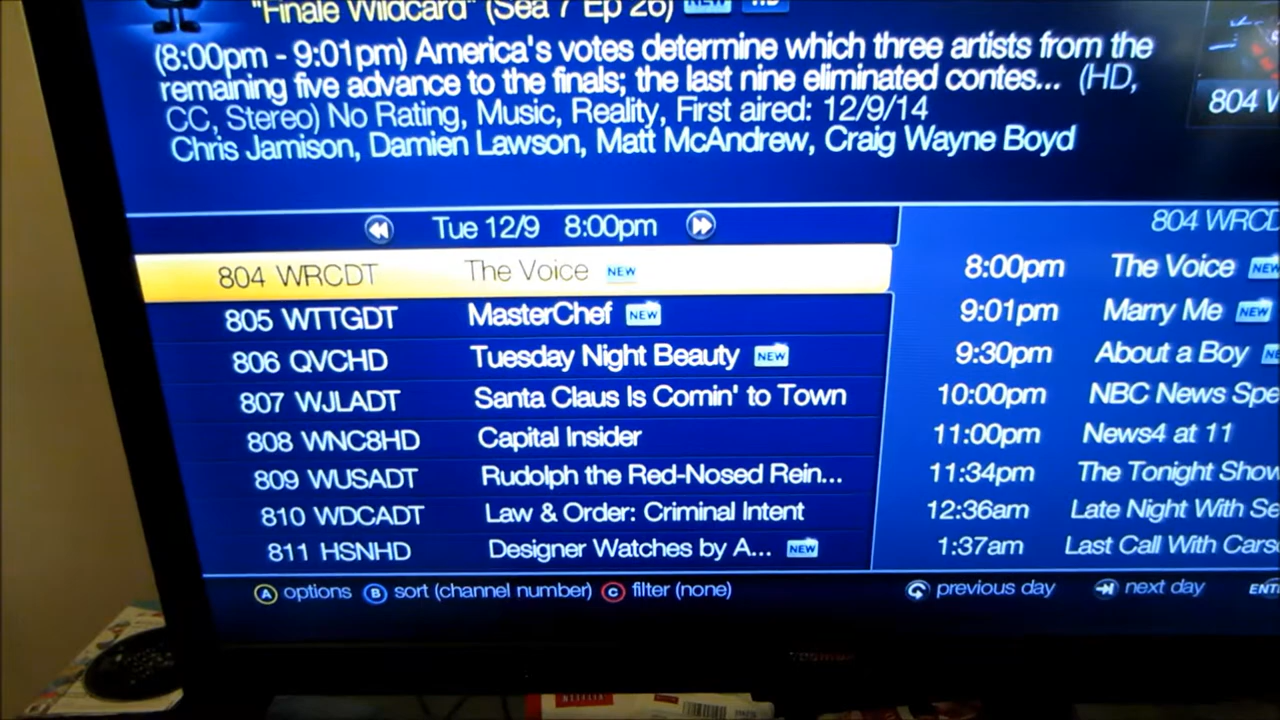 "Finale Wildcard" (Sea 7 Ep 26) NEW HD
(8:00pm - 9:01pm) America's votes determine which three artists from the
remaining five advance to the finals; the last nine eliminated contes... (HD,
CC, Stereo) No Rating, Music, Reality, First aired: 12/9/14
Chris Jamison, Damien Lawson, Matt McAndrew, Craig Wayne Boyd
804 W
Tue 12/9 8:00pm
804 WRCDT The Voice NEW
805 WTTGDT MasterChef NEW
806 QVCHD Tuesday Night Beauty NEW
807 WJLADT Santa Claus Is Comin' to Town
808 WNC8HD Capital Insider
809 WUSADT Rudolph the Red-Nosed Rein...
810 WDCADT Law & Order: Criminal Intent
811 HSNHD Designer Watches by A... NEW
804 WRCD
8:00pm The Voice NEW
9:01pm Marry Me NEW
9:30pm About a Boy NE
10:00pm NBC News Spe
11:00pm News4 at 11
11:34pm The Tonight Show
12:36am Late Night With Se
1:37am Last Call With Cars
A options B sort (channel number) C filter (none) previous day next day ENT
TOSHIBA
NETFLIX